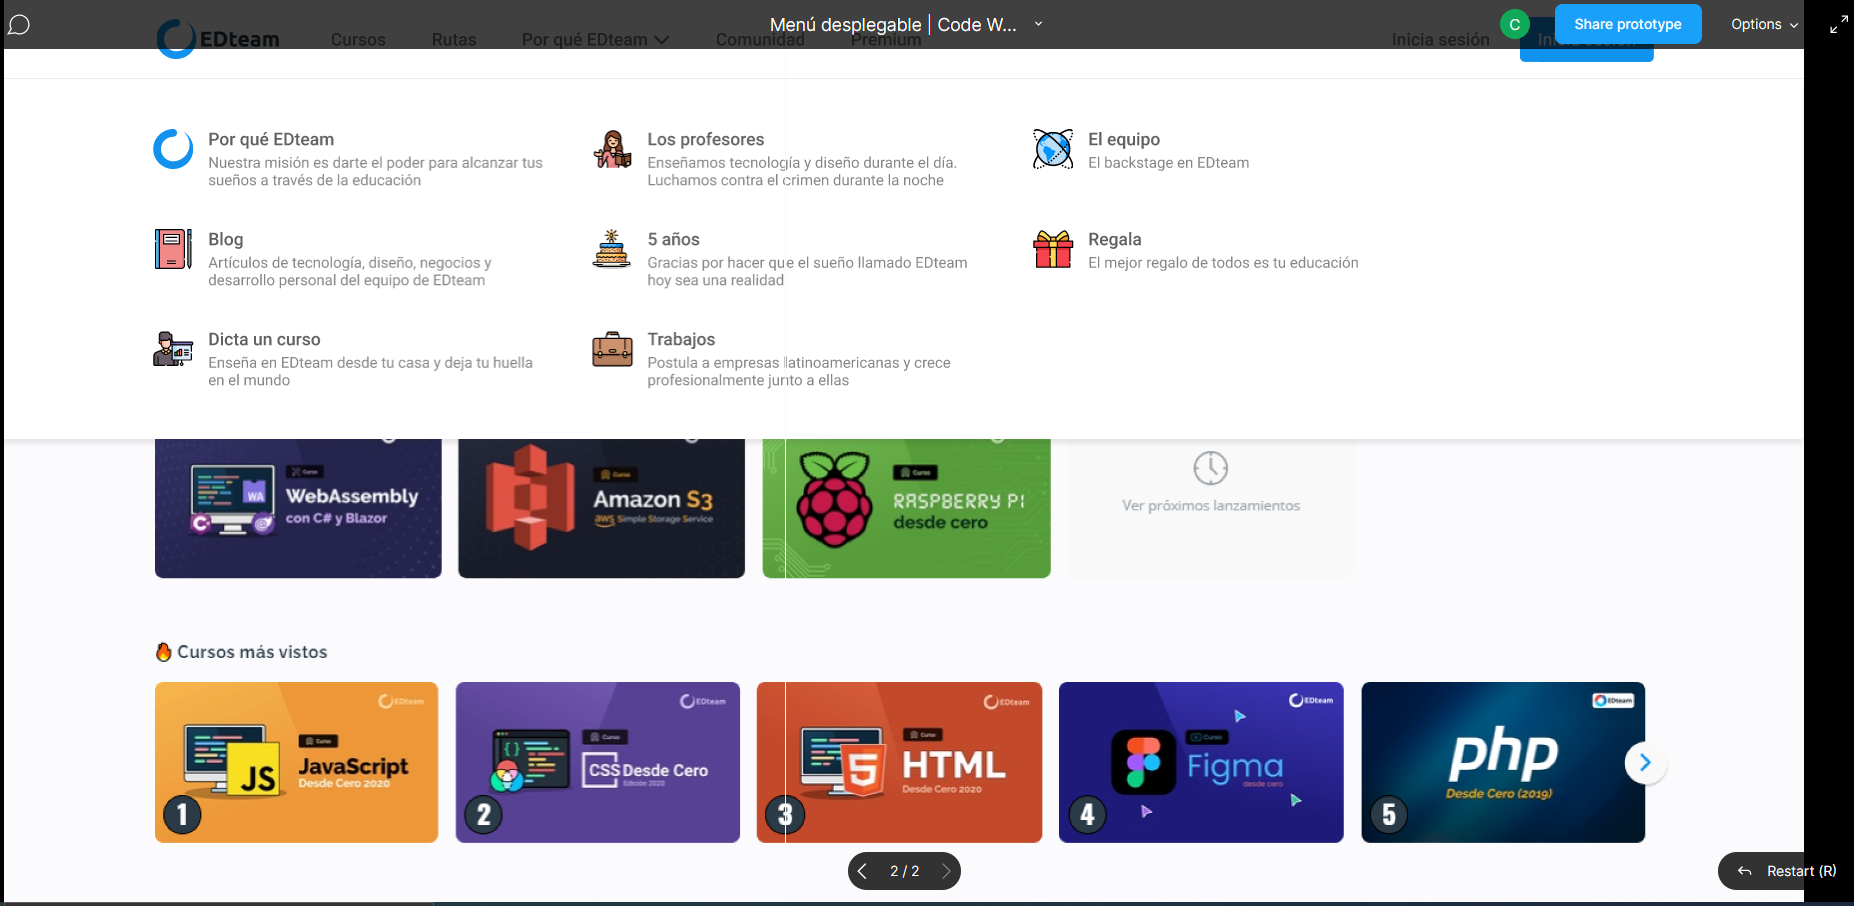 Menú desplegable | Code W...
C
Share prototype
Options
EDteam
Cursos
Rutas
Por qué EDteam
Comunidad
Premium
Inicia sesión
Por qué EDteam
Nuestra misión es darte el poder para alcanzar tus
sueños a través de la educación
Los profesores
Enseñamos tecnología y diseño durante el día.
Luchamos contra el crimen durante la noche
El equipo
El backstage en EDteam
Blog
Artículos de tecnología, diseño, negocios y
desarrollo personal del equipo de EDteam
5 años
Gracias por hacer que el sueño llamado EDteam
hoy sea una realidad
Regala
El mejor regalo de todos es tu educación
Dicta un curso
Enseña en EDteam desde tu casa y deja tu huella
en el mundo
Trabajos
Postula a empresas latinoamericanas y crece
profesionalmente junto a ellas
WA
Curso
WebAssembly
con C# y Blazor
Curso
Amazon S3
aws Simple Storage Service
Curso
RASPBERRY PI
desde cero
Ver próximos lanzamientos
Cursos más vistos
EDteam
Curso
JS
JavaScript
Desde Cero 2020
1
EDteam
Curso
CSS Desde Cero
Edición 2020
2
EDteam
Curso
5
HTML
Desde Cero 2020
3
EDteam
Curso
Figma
desde cero
4
EDteam
php
Desde Cero (2019)
5
2 / 2
Restart (R)